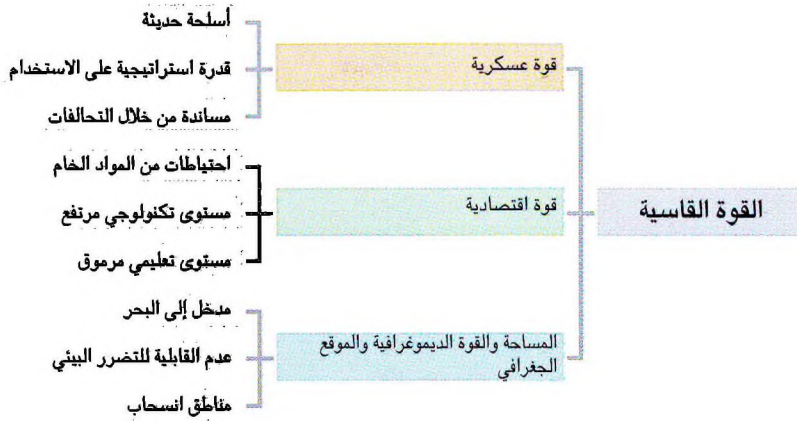 القوة القاسية
قوة عسكرية
أسلحة حديثة
قدرة استراتيجية على الاستخدام
مساندة من خلال التحالفات
قوة اقتصادية
احتياطات من المواد الخام
مستوى تكنولوجي مرتفع
مستوى تعليمي مرموق
المساحة والقوة الديموغرافية والموقع
الجغرافي
مدخل إلى البحر
عدم القابلية للتضرر البيئي
مناطق انسحاب